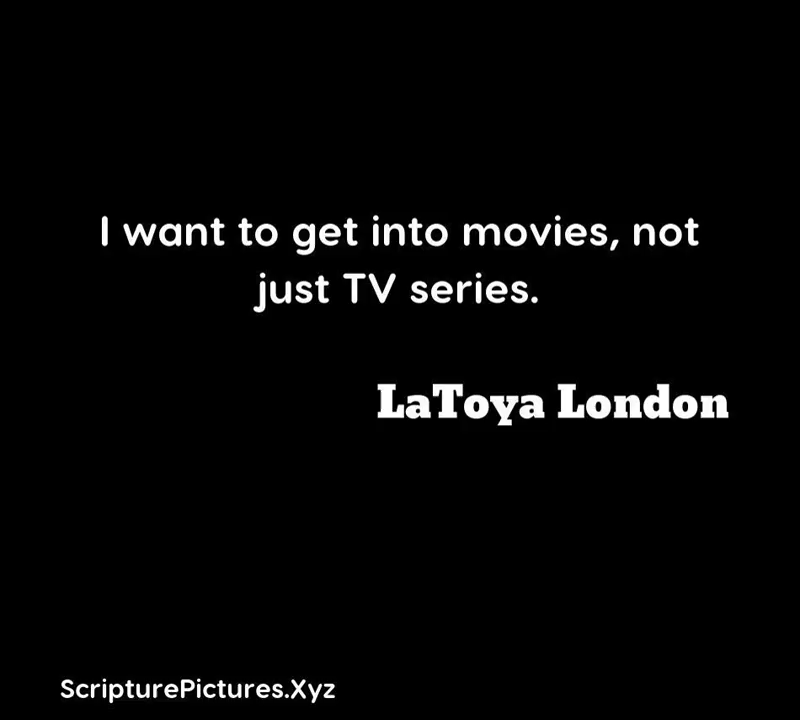 I want to get into movies, not
just TV series.
LaToya London
ScripturePictures.Xyz